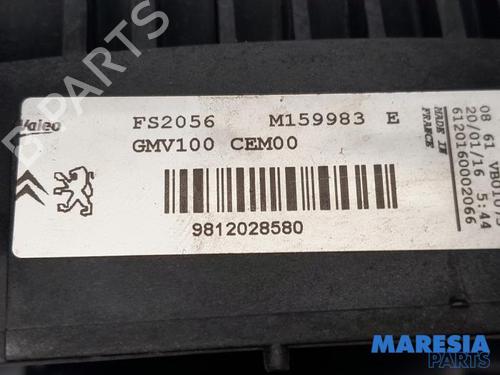 Valeo
FS2056 M159983 E
GMV100 CEM00
9812028580
MADE IN
FRANCE
08 61
20/01/16 5:44
6120160002066
B-PARTS
MARESIA
PARTS